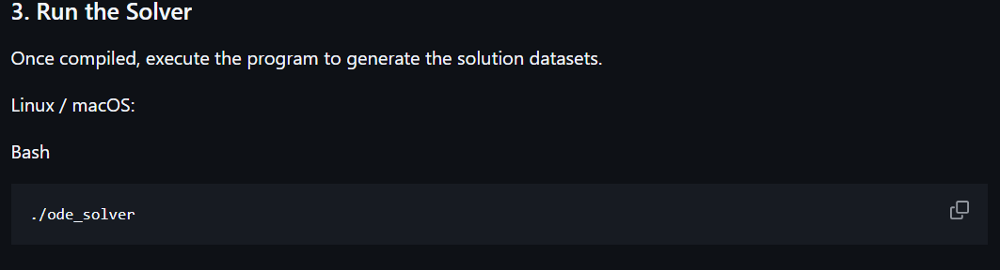 3. Run the Solver
Once compiled, execute the program to generate the solution datasets.
Linux / macOS:
Bash
./ode_solver